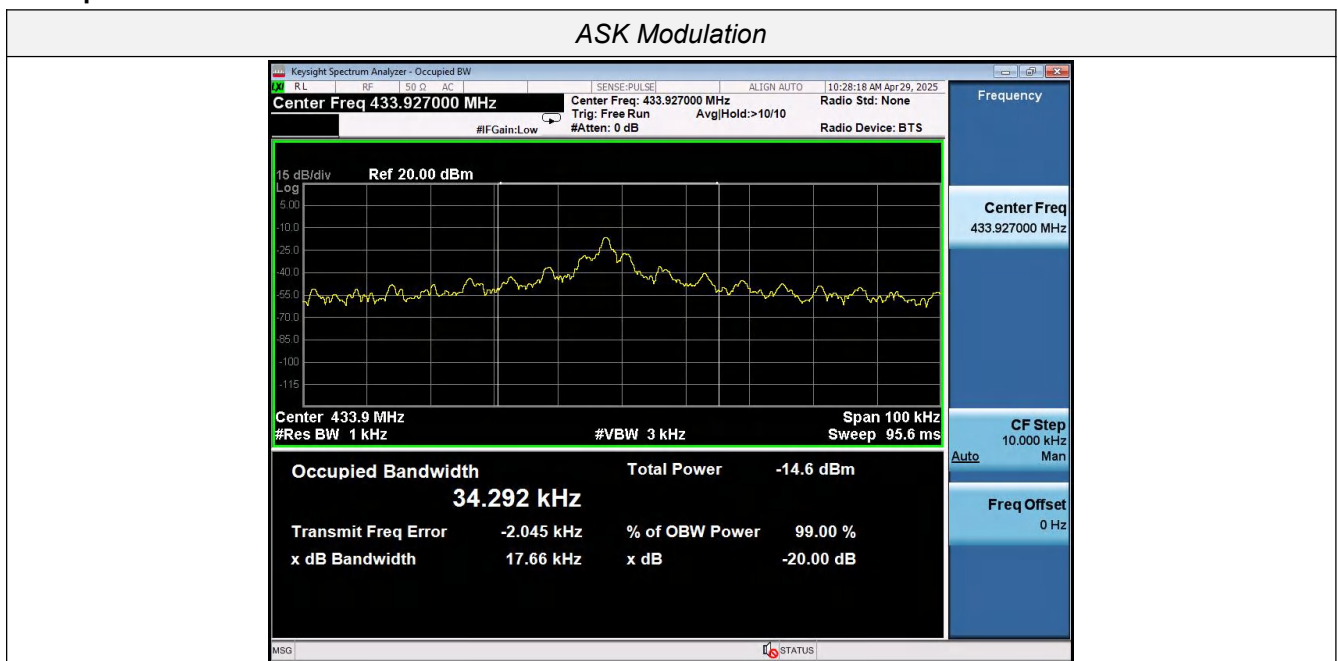 ASK Modulation
Keysight Spectrum Analyzer - Occupied BW
LXI RL RF 50 Ω AC SENSE:PULSE ALIGN AUTO 10:28:18 AM Apr 29, 2025
Center Freq 433.927000 MHz
Center Freq: 433.927000 MHz
Radio Std: None
Trig: Free Run Avg|Hold:>10/10
#IFGain:Low #Atten: 0 dB
Radio Device: BTS
15 dB/div Ref 20.00 dBm
Log
5.00
-10.0
-25.0
-40.0
-55.0
-70.0
-85.0
-100
-115
Center 433.9 MHz Span 100 kHz
#Res BW 1 kHz #VBW 3 kHz Sweep 95.6 ms
Occupied Bandwidth Total Power -14.6 dBm
34.292 kHz
Transmit Freq Error -2.045 kHz % of OBW Power 99.00 %
x dB Bandwidth 17.66 kHz x dB -20.00 dB
MSG STATUS
Frequency
Center Freq
433.927000 MHz
CF Step
10.000 kHz
Auto Man
Freq Offset
0 Hz